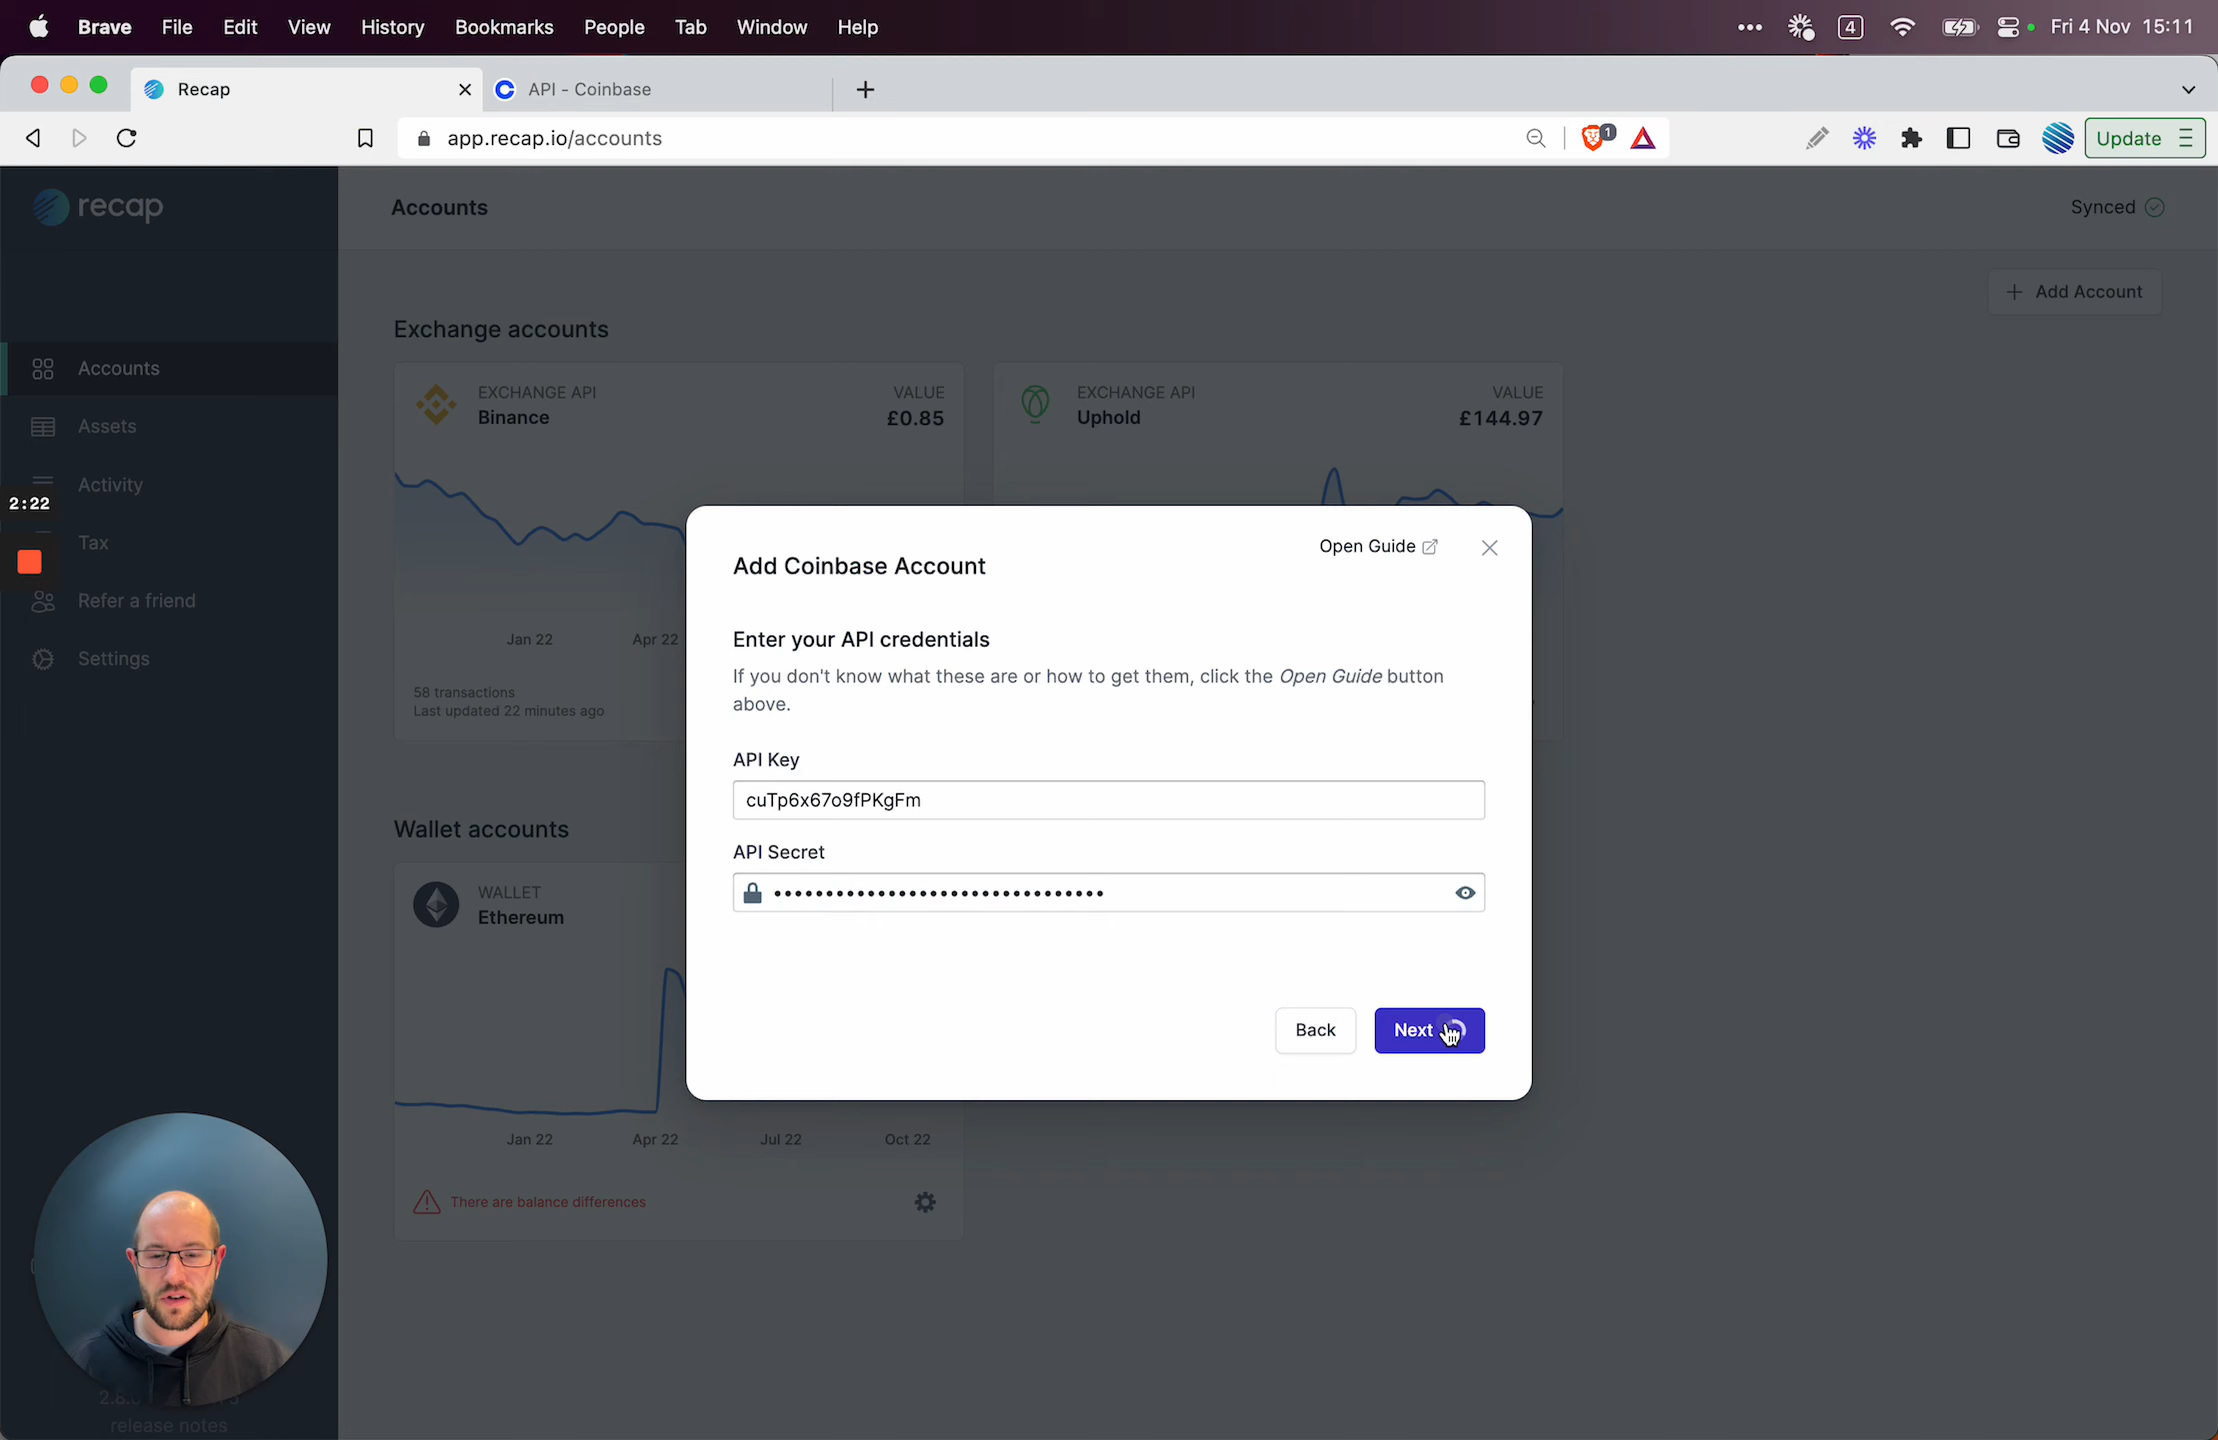 Brave File Edit View History Bookmarks People Tab Window Help
4 Fri 4 Nov 15:11
Recap
API - Coinbase
app.recap.io/accounts
1
Update
recap
Accounts
Synced
Add Account
Accounts
Assets
Activity
2:22
Tax
Refer a friend
Settings
Exchange accounts
EXCHANGE API
Binance
VALUE
£0.85
Jan 22 Apr 22
58 transactions
Last updated 22 minutes ago
EXCHANGE API
Uphold
VALUE
£144.97
Wallet accounts
WALLET
Ethereum
Jan 22 Apr 22 Jul 22 Oct 22
There are balance differences
Open Guide
Add Coinbase Account
Enter your API credentials
If you don't know what these are or how to get them, click the Open Guide button
above.
API Key
cuTp6x67o9fPKgFm
API Secret
Back
Next
release notes